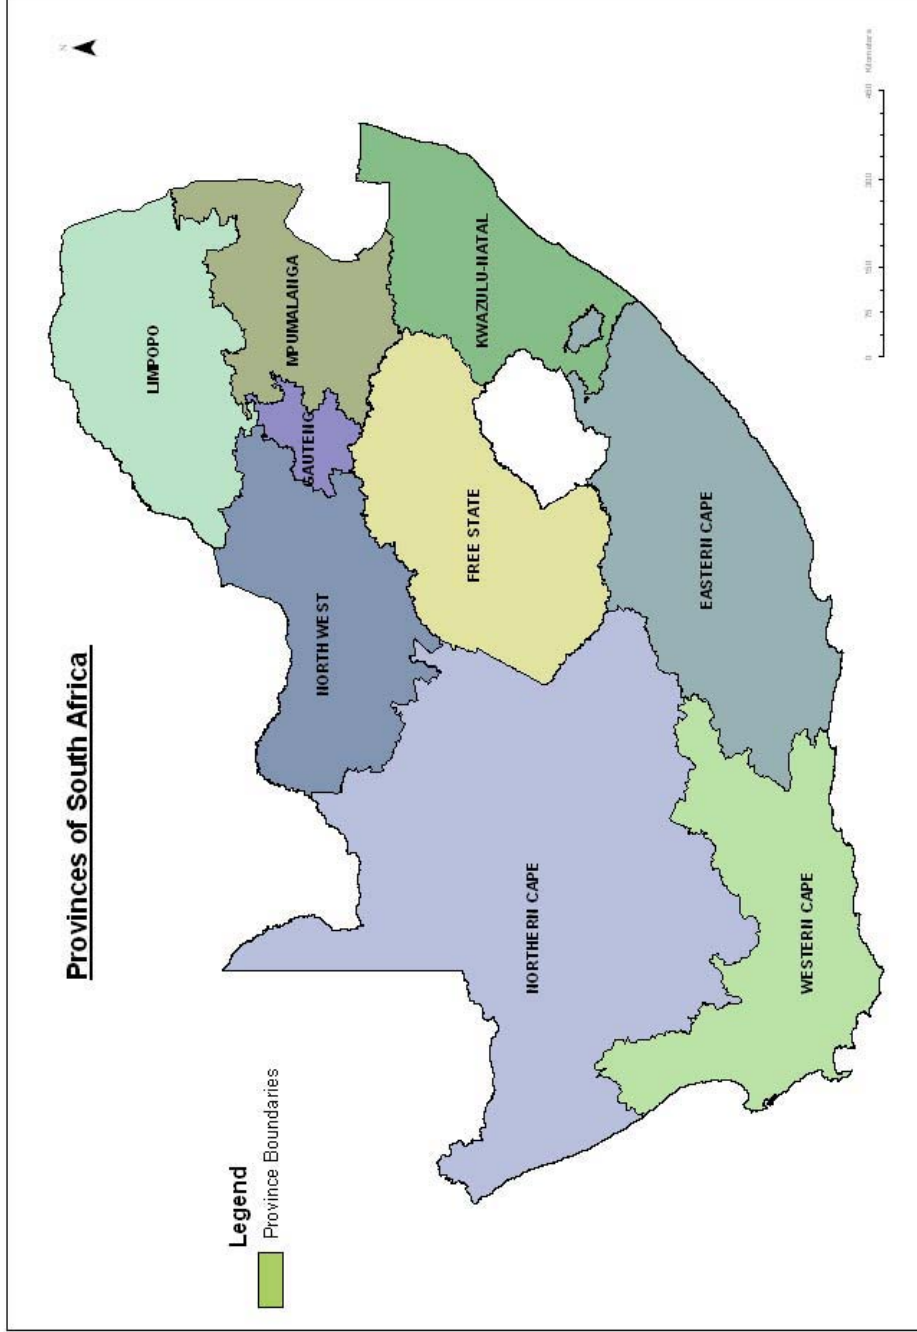 Provinces of South Africa
N
LIMPOPO
MPUMALANGA
GAUTENG
NORTH WEST
FREE STATE
KWAZULU-NATAL
NORTHERN CAPE
EASTERN CAPE
WESTERN CAPE
Legend
Province Boundaries
0 75 150 300 450 Kilometers